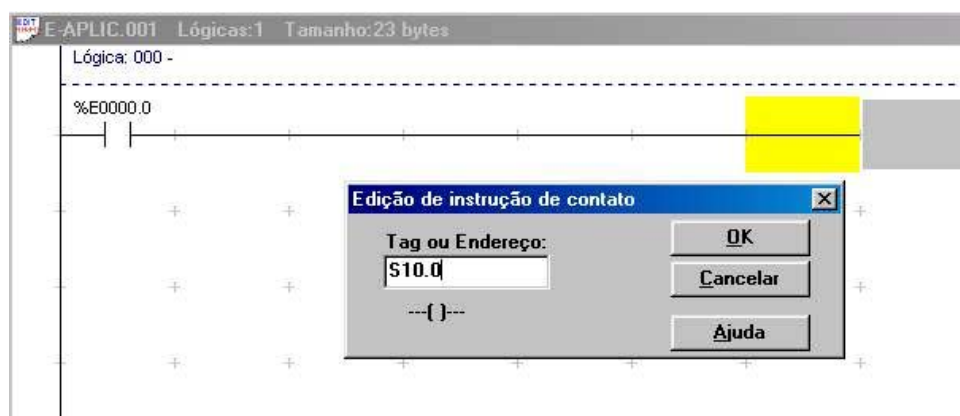 E-APLIC.001 Lógicas:1 Tamanho:23 bytes
Lógica: 000 -
%E0000.0
Edição de instrução de contato
Tag ou Endereço:
S10.0
---( )---
OK
Cancelar
Ajuda